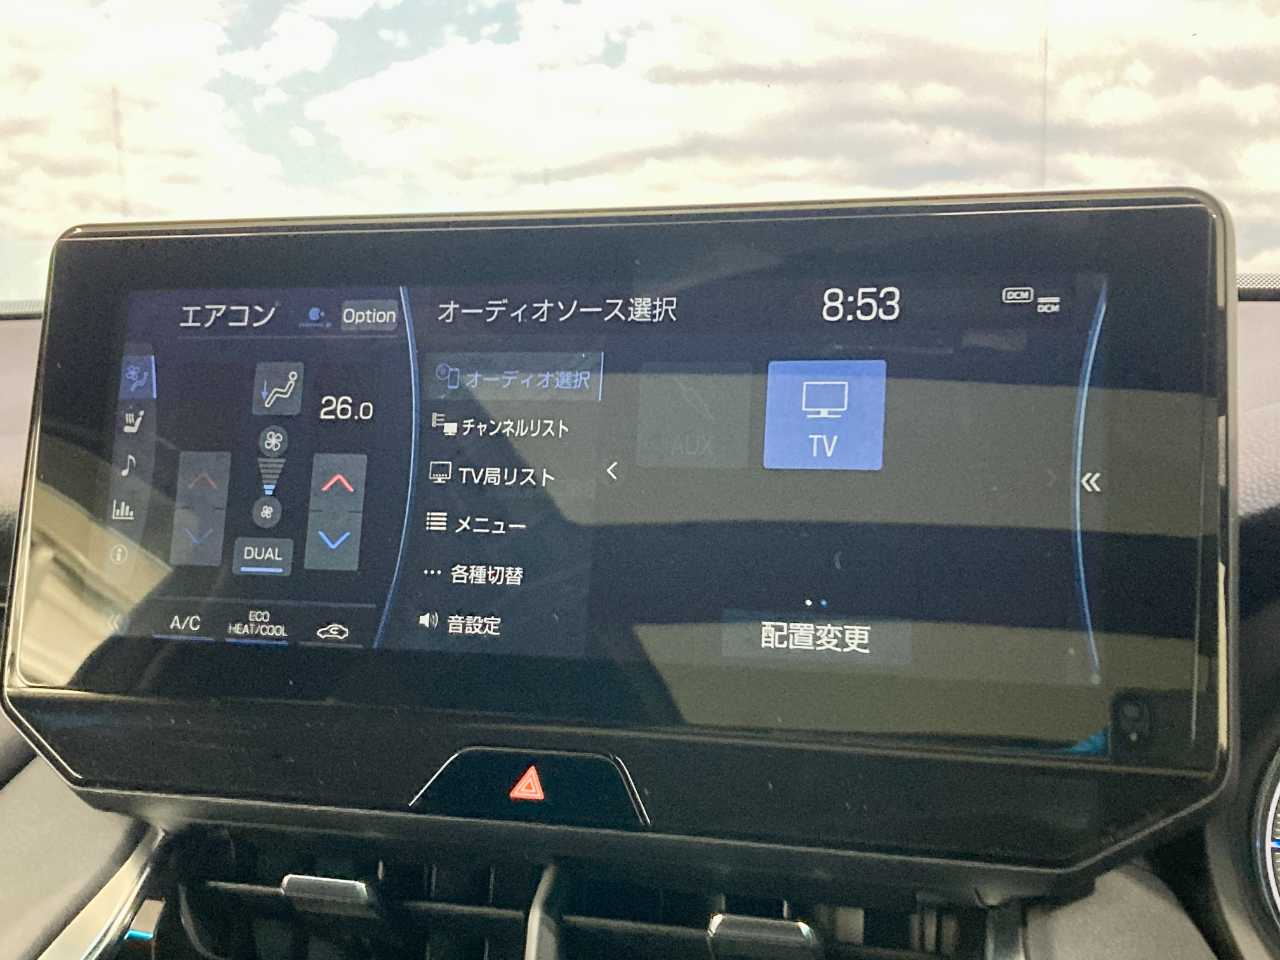 エアコン
Option
オーディオソース選択
8:53
DCM
DCM
オーディオ選択
26.0
チャンネルリスト
AUX
TV
TV局リスト
メニュー
DUAL
各種切替
A/C
ECO
HEAT/COOL
音設定
配置変更